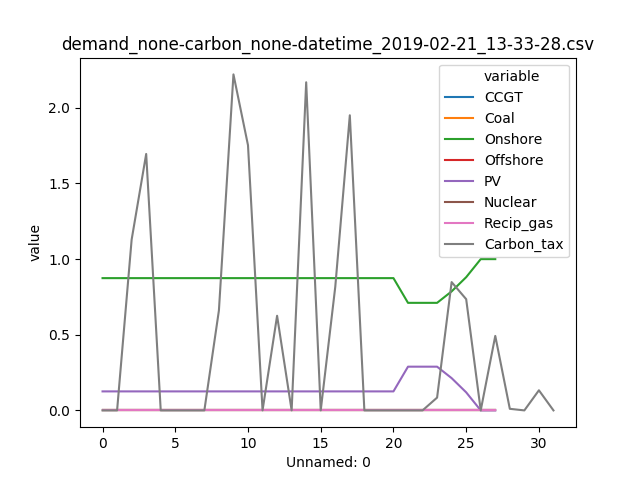 demand_none-carbon_none-datetime_2019-02-21_13-33-28.csv
variable
CCGT
Coal
Onshore
Offshore
PV
Nuclear
Recip_gas
Carbon_tax
value
2.0
1.5
1.0
0.5
0.0
0 5 10 15 20 25 30
Unnamed: 0